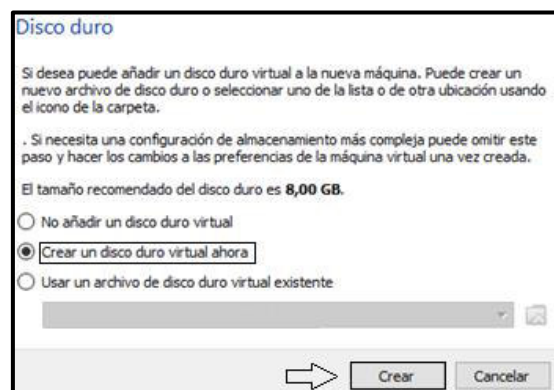 Disco duro
Si desea puede añadir un disco duro virtual a la nueva máquina. Puede crear un
nuevo archivo de disco duro o seleccionar uno de la lista o de otra ubicación usando
el icono de la carpeta.
. Si necesita una configuración de almacenamiento más compleja puede omitir este
paso y hacer los cambios a las preferencias de la máquina virtual una vez creada.
El tamaño recomendado del disco duro es 8,00 GB.
No añadir un disco duro virtual
Crear un disco duro virtual ahora
Usar un archivo de disco duro virtual existente
Crear Cancelar